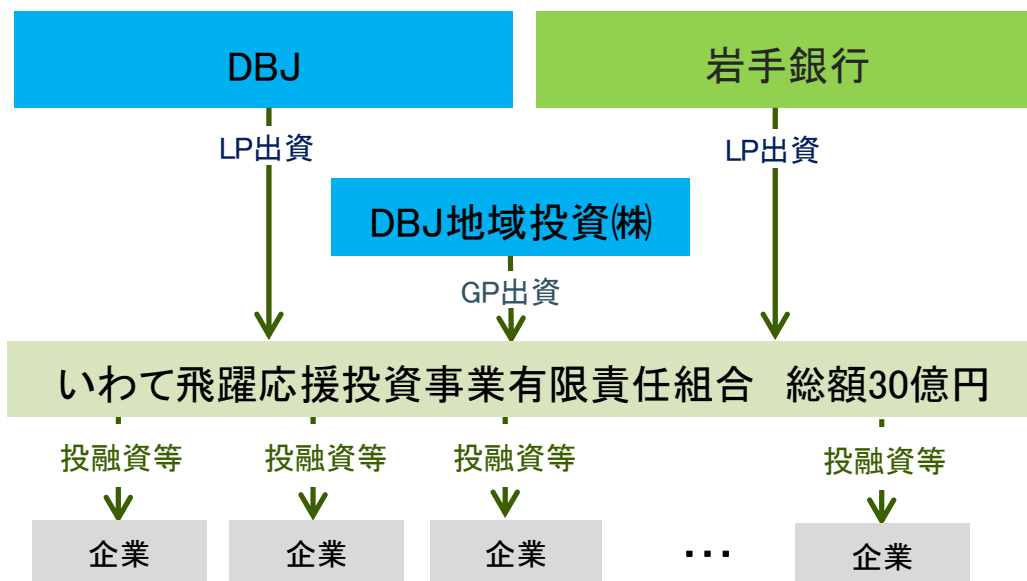 DBJ
岩手銀行
LP出資
LP出資
DBJ地域投資㈱
GP出資
いわて飛躍応援投資事業有限責任組合　総額30億円
投融資等
投融資等
投融資等
投融資等
企業
企業
企業
･･･
企業